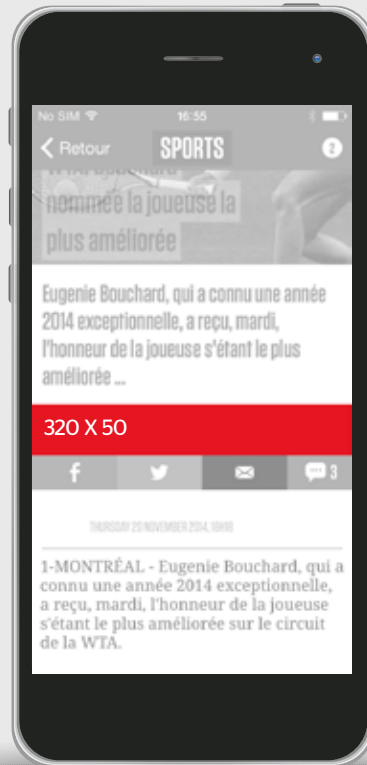 No SIM 16:55
Retour SPORTS 2
WTA: Bouchard
nommée la joueuse la
plus améliorée
Eugenie Bouchard, qui a connu une année
2014 exceptionnelle, a reçu, mardi,
l'honneur de la joueuse s'étant le plus
améliorée ...
320 X 50
3
THURSDAY 20 NOVEMBER 2014, 16H18
1-MONTRÉAL - Eugenie Bouchard, qui a
connu une année 2014 exceptionnelle,
a reçu, mardi, l'honneur de la joueuse
s'étant le plus améliorée sur le circuit
de la WTA.